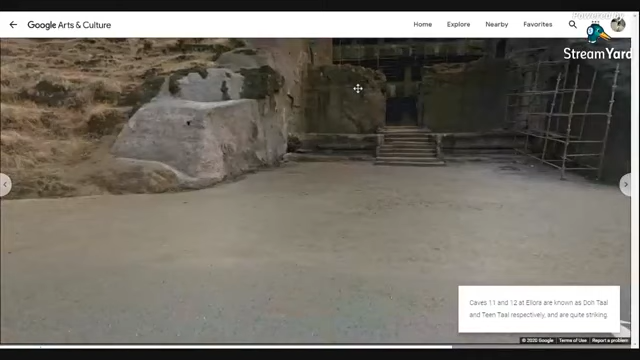 Google Arts & Culture
Home
Explore
Nearby
Favorites
StreamYard
Caves 11 and 12 at Ellora are known as Doh Taal
and Teen Taal respectively, and are quite striking.
© 2020 Google
Terms of Use
Report a problem